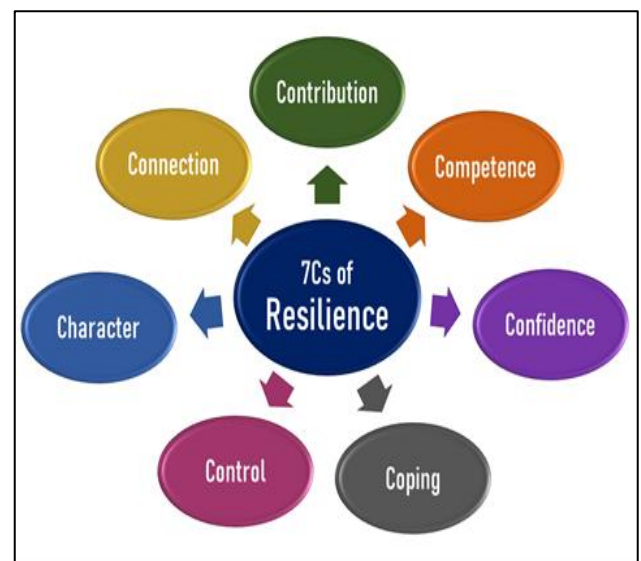 Contribution
Connection
Competence
7Cs of
Resilience
Character
Confidence
Control
Coping